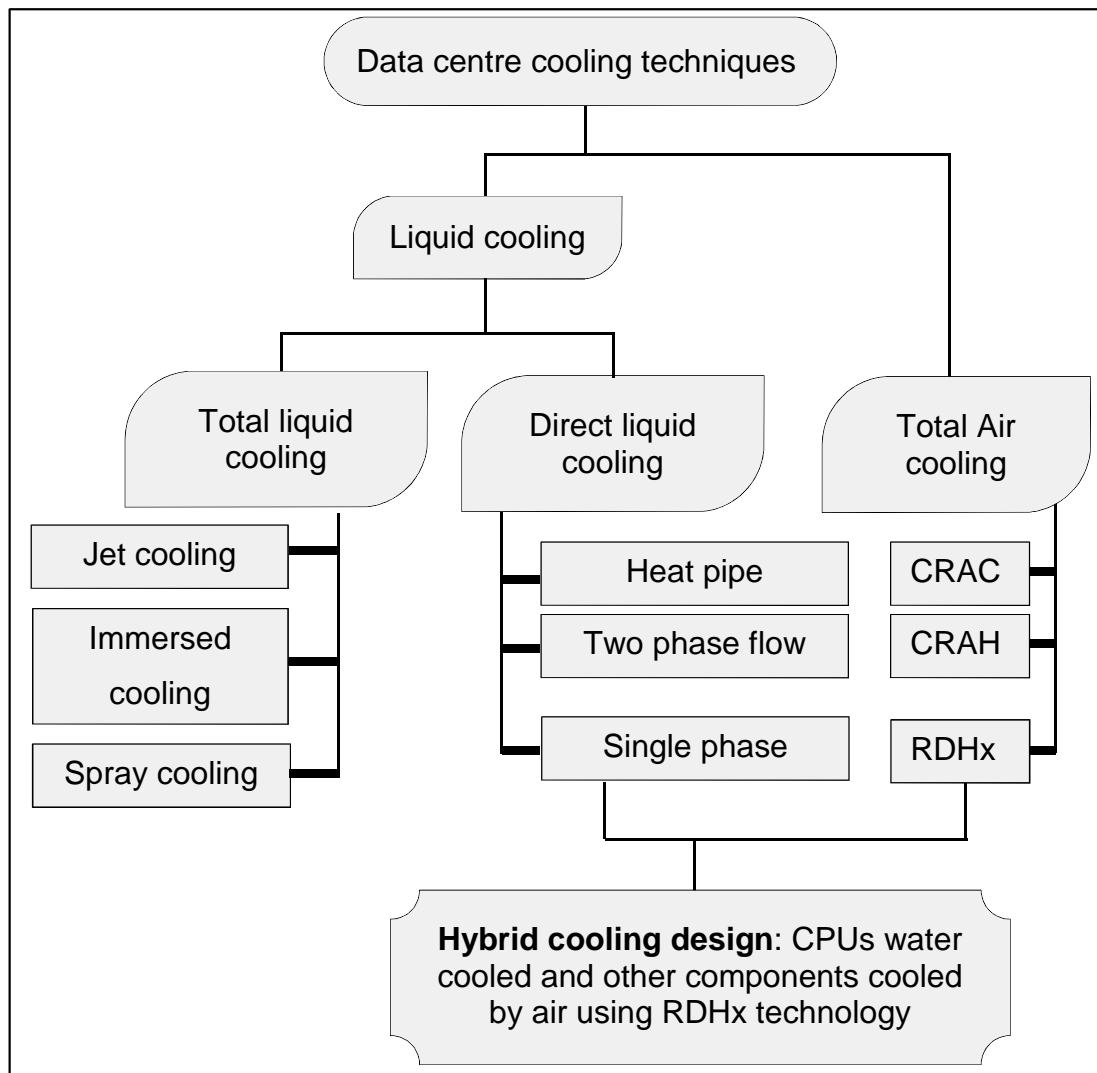 Data centre cooling techniques
Liquid cooling
Total liquid
cooling
Direct liquid
cooling
Total Air
cooling
Jet cooling
Immersed
cooling
Spray cooling
Heat pipe
Two phase flow
Single phase
CRAC
CRAH
RDHx
Hybrid cooling design: CPUs water
cooled and other components cooled
by air using RDHx technology